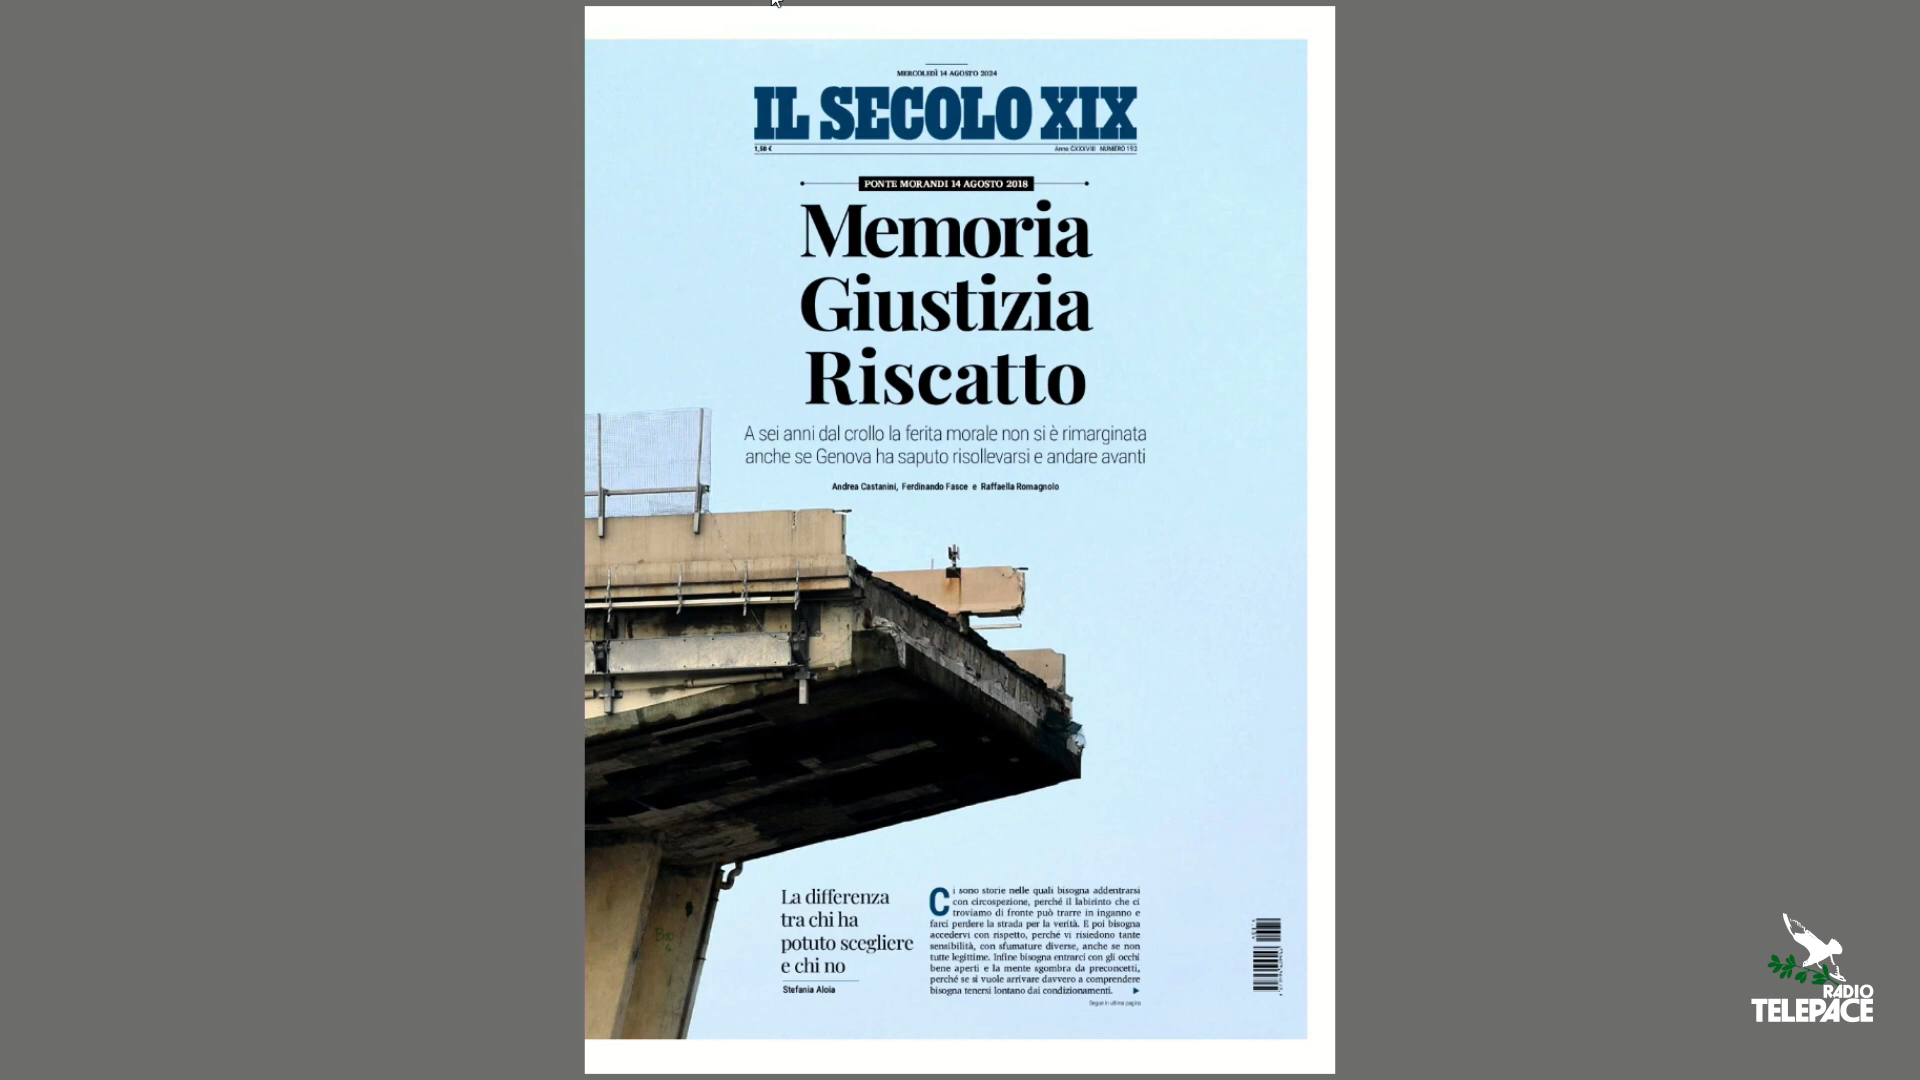 MERCOLEDÌ 14 AGOSTO 2024
IL SECOLO XIX
1,50 €
Anno CXXXVIII NUMERO 193
PONTE MORANDI 14 AGOSTO 2018
Memoria
Giustizia
Riscatto
A sei anni dal crollo la ferita morale non si è rimarginata
anche se Genova ha saputo risollevarsi e andare avanti
Andrea Castanini, Ferdinando Fasce e Raffaella Romagnolo
La differenza
tra chi ha
potuto scegliere
e chi no
Stefania Aloia
Ci sono storie nelle quali bisogna addentrarsi
con circospezione, perché il labirinto che ci
troviamo di fronte può trarre in inganno e
farci perdere la strada per la verità. E poi bisogna
accedervi con rispetto, perché vi risiedono tante
sensibilità, con sfumature diverse, anche se non
tutte legittime. Infine bisogna entrarci con gli occhi
bene aperti e la mente sgombra da preconcetti,
perché se si vuole arrivare davvero a comprendere
bisogna tenersi lontano dai condizionamenti.
Segue in ultima pagina
RADIO
TELEPACE